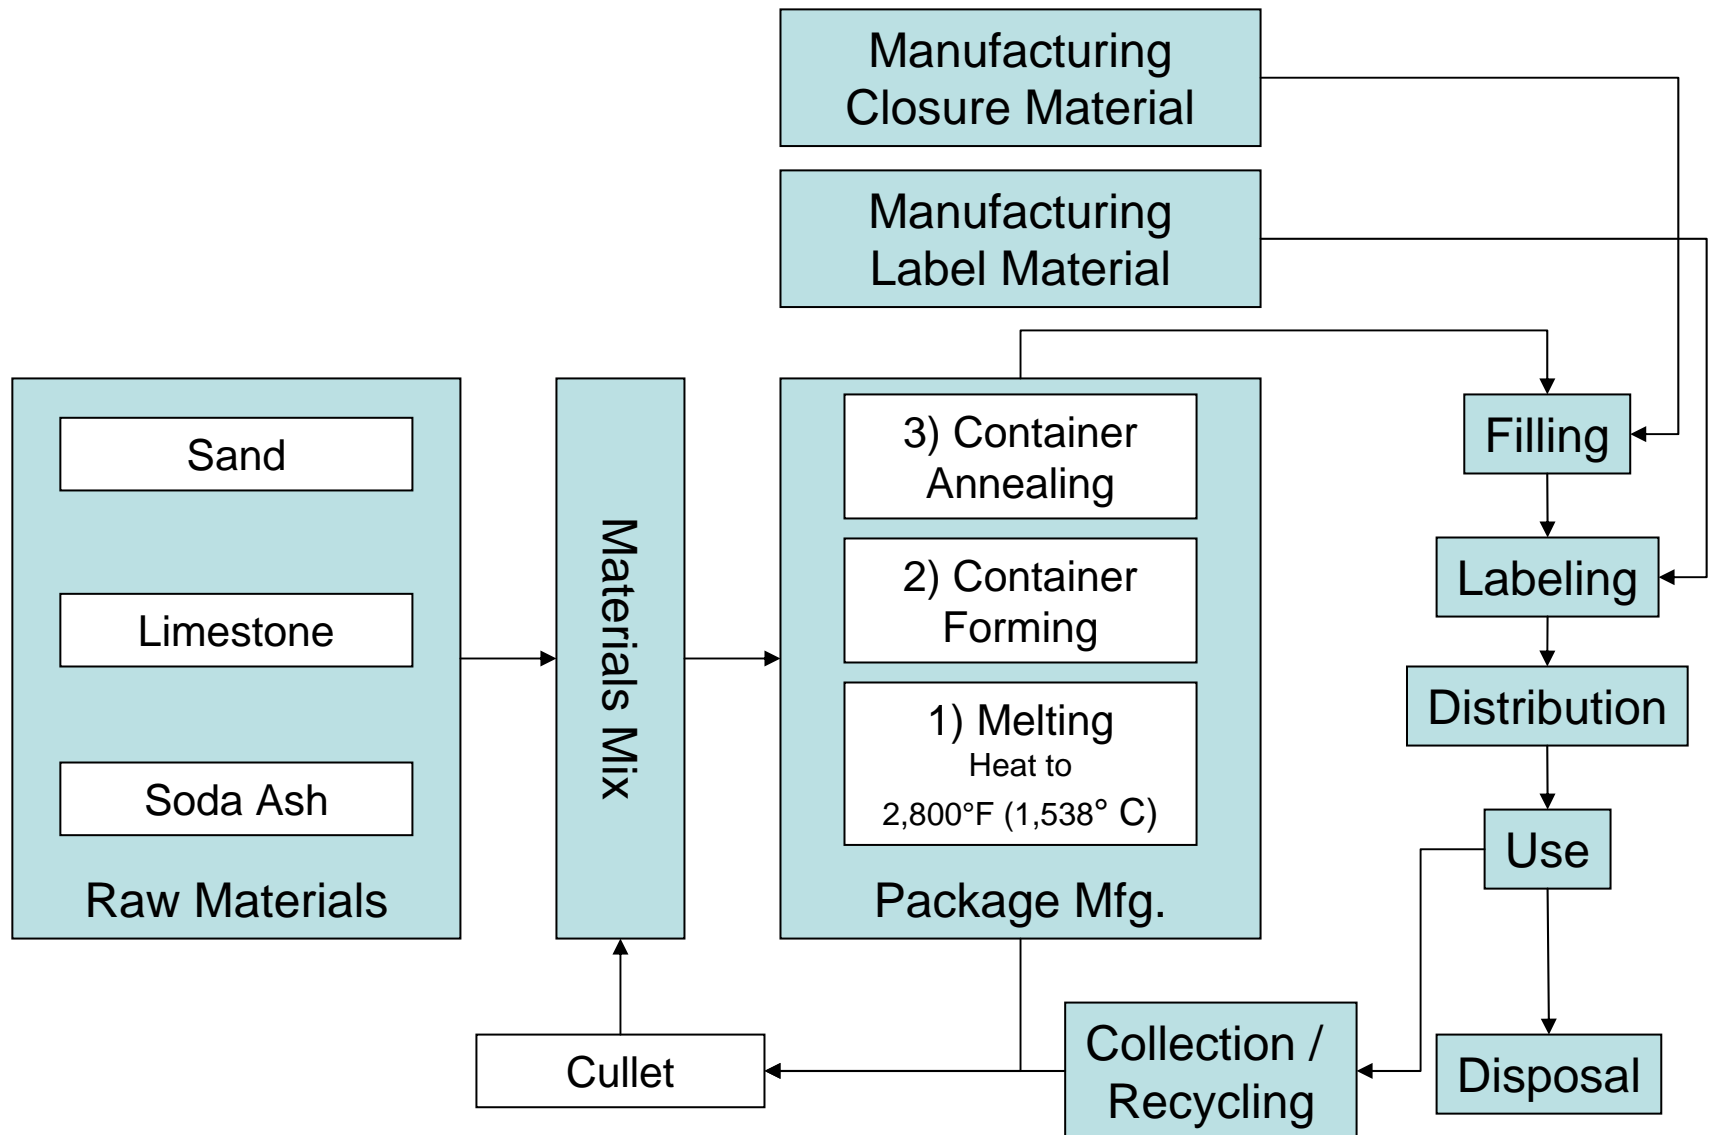 Manufacturing
Closure Material
Manufacturing
Label Material
Sand
Limestone
Soda Ash
Raw Materials
Materials Mix
3) Container
Annealing
2) Container
Forming
1) Melting
Heat to
2,800°F (1,538° C)
Package Mfg.
Filling
Labeling
Distribution
Use
Cullet
Collection /
Recycling
Disposal